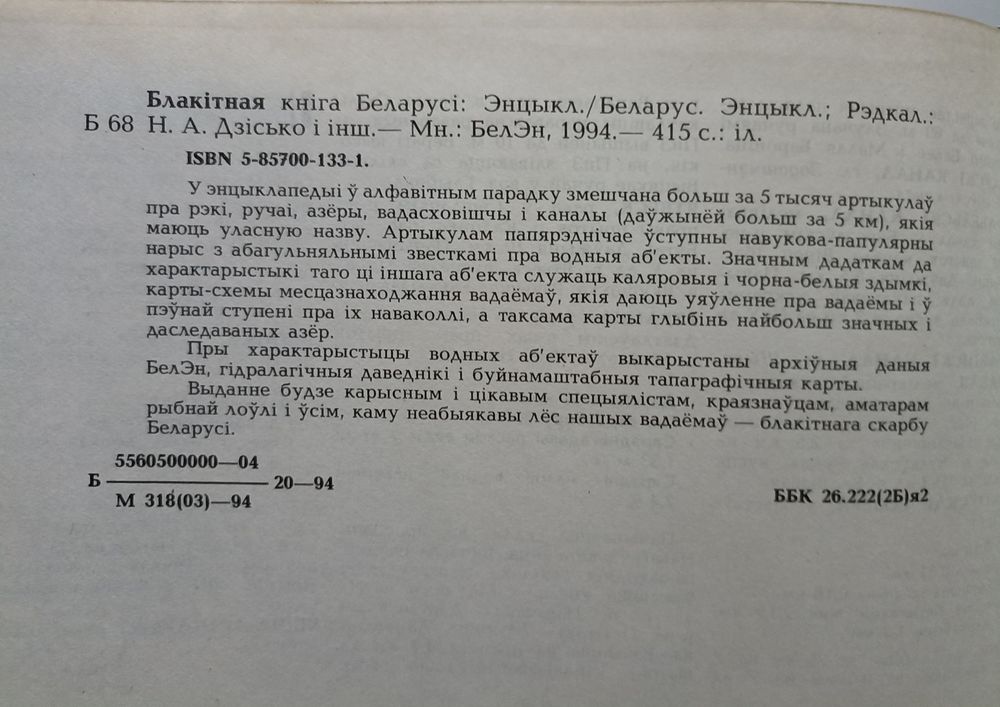 Блакітная кніга Беларусі: Энцыкл./Беларус. Энцыкл.; Рэдкал.:
Б 68 Н. А. Дзісько і інш.— Мн.: БелЭн, 1994.— 415 с.: іл.
ISBN 5-85700-133-1.
У энцыклапедыі ў алфавітным парадку змешчана больш за 5 тысяч артыкулаў
пра рэкі, ручаі, азёры, вадасховішчы і каналы (даўжынёй больш за 5 км), якія
маюць уласную назву. Артыкулам папярэднічае ўступны навукова-папулярны
нарыс з абагульняльнымі звесткамі пра водныя аб'екты. Значным дадаткам да
характарыстыкі таго ці іншага аб'екта служаць каляровыя і чорна-белыя здымкі,
карты-схемы месцазнаходжання вадаёмаў, якія даюць уяўленне пра вадаёмы і ў
пэўнай ступені пра іх наваколлі, а таксама карты глыбінь найбольш значных і
даследаваных азёр.
Пры характарыстыцы водных аб'ектаў выкарыстаны архіўныя даныя
БелЭн, гідралагічныя даведнікі і буйнамаштабныя тапаграфічныя карты.
Выданне будзе карысным і цікавым спецыялістам, краязнаўцам, аматарам
рыбнай лоўлі і ўсім, каму неабыякавы лёс нашых вадаёмаў — блакітнага скарбу
Беларусі.
5560500000—04
Б 20—94
М 318(03)—94
ББК 26.222(2Б)я2